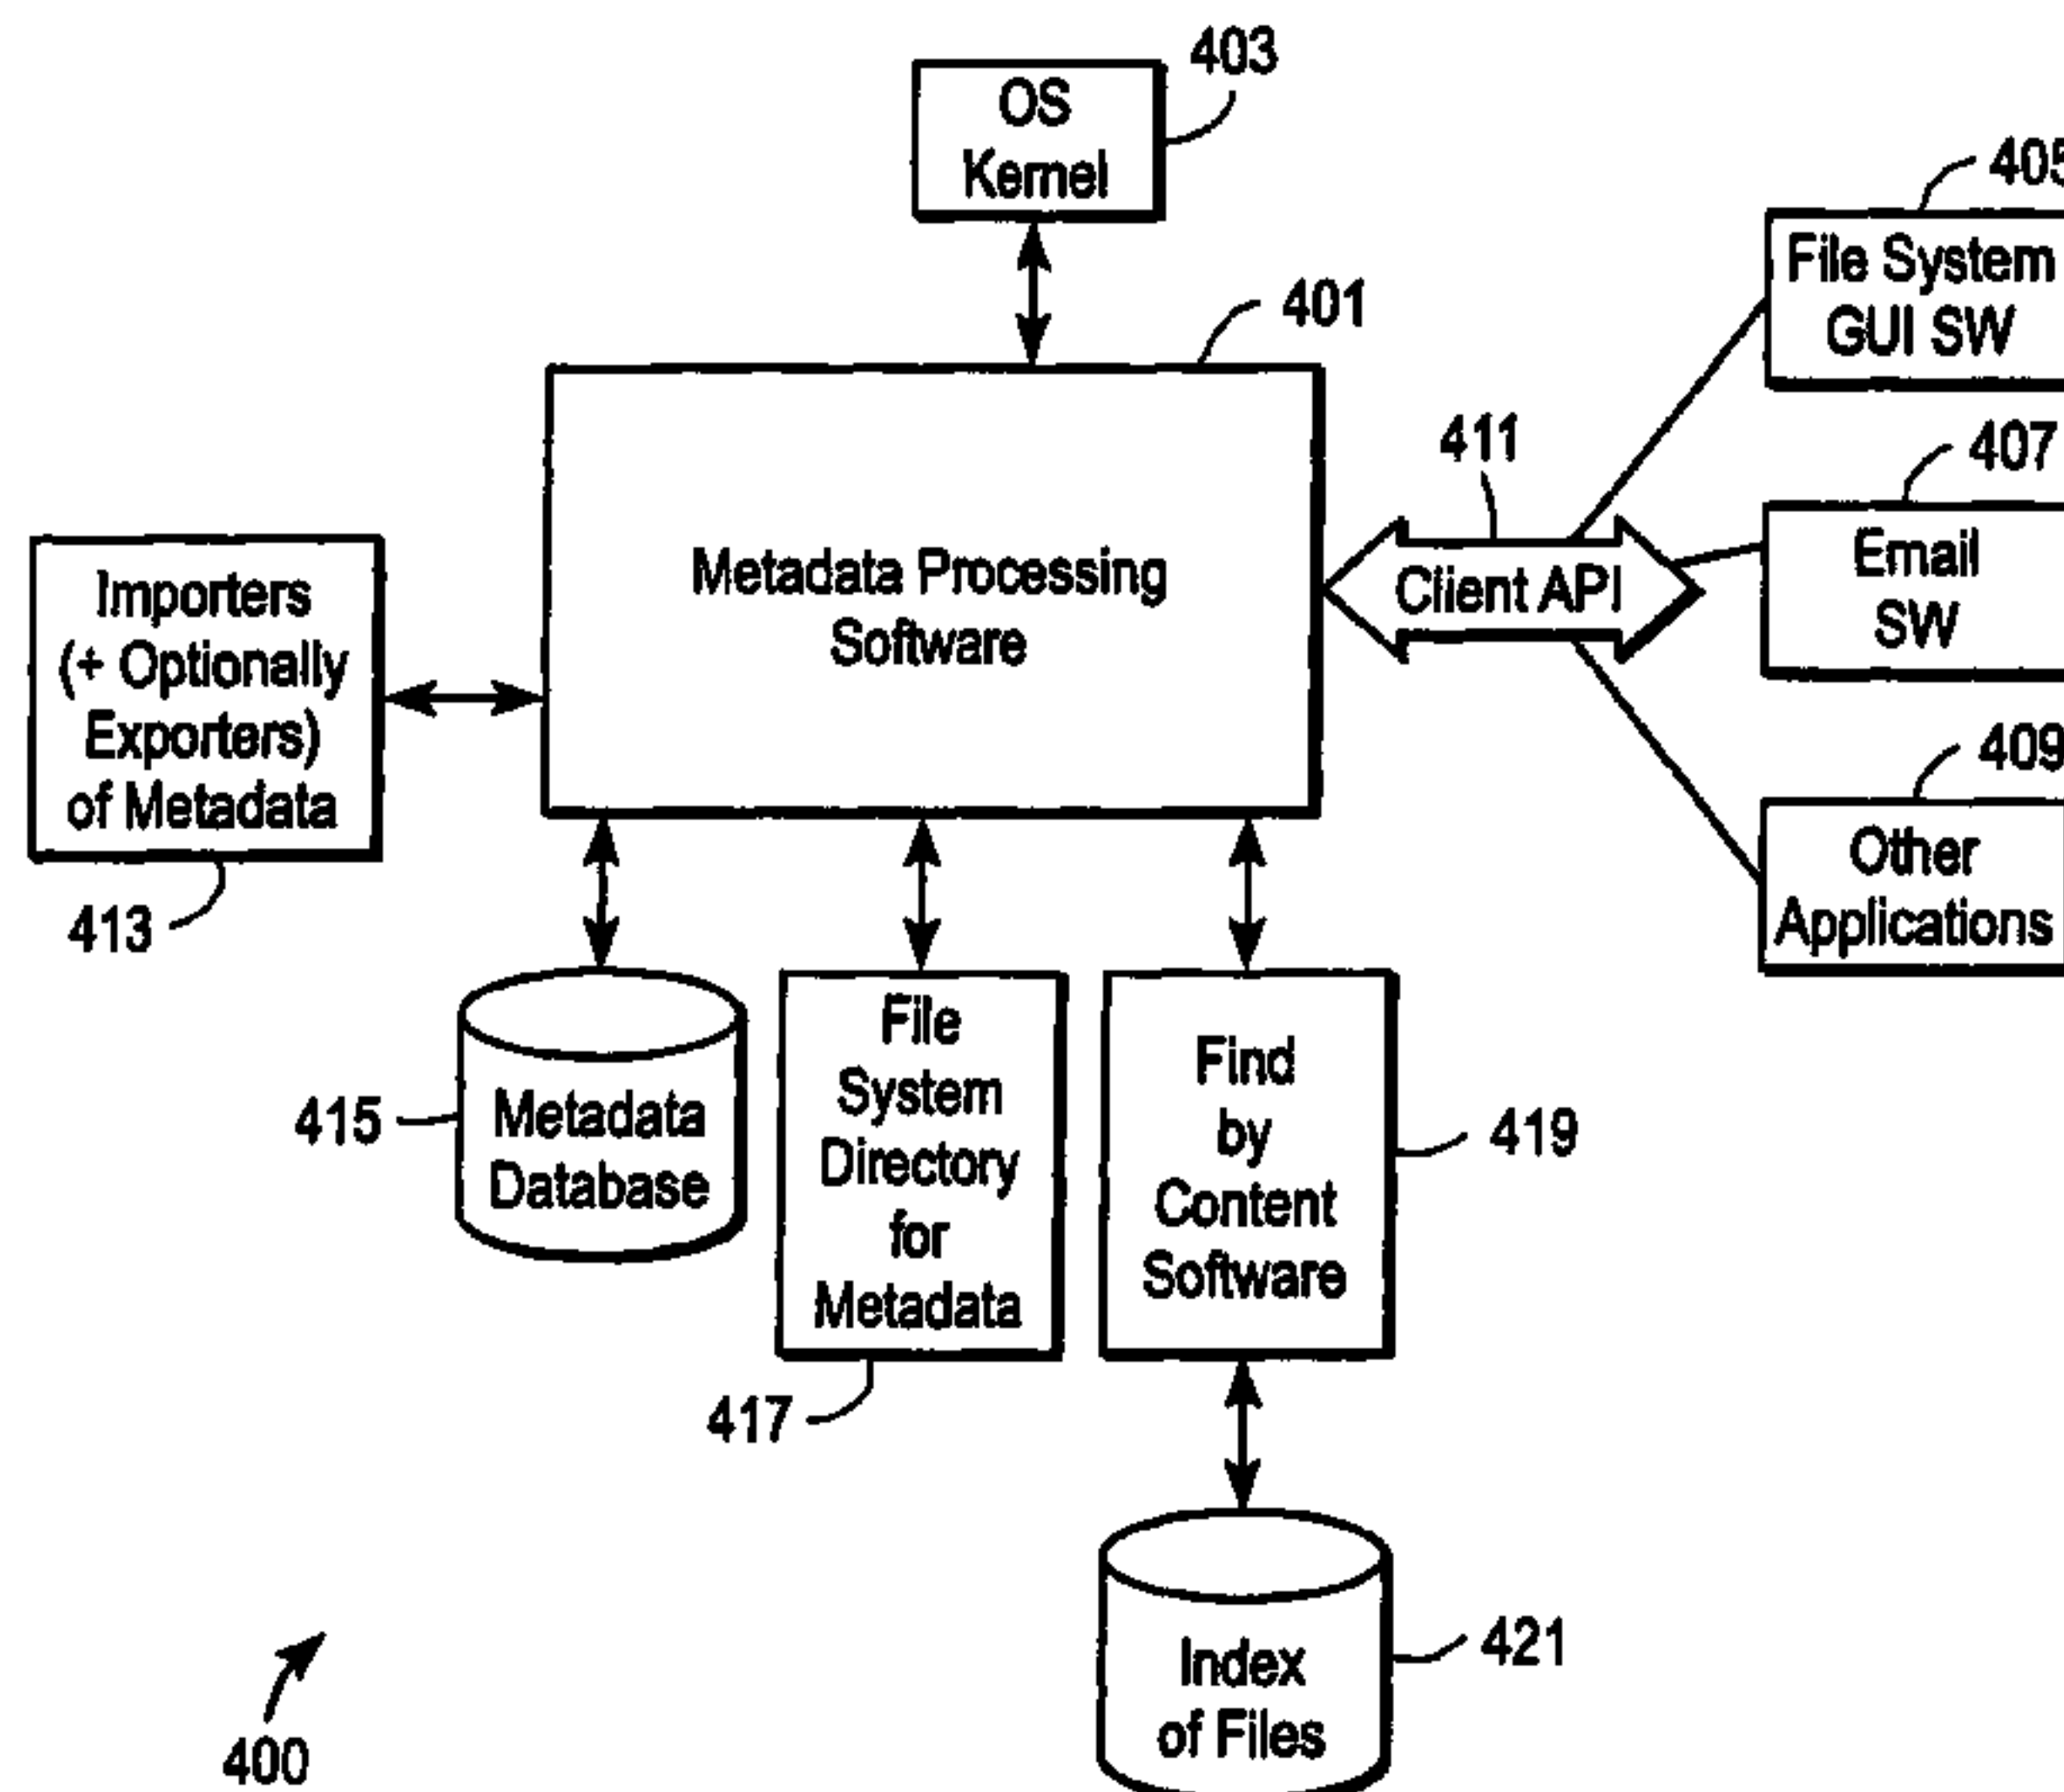 403
OS
Kernel
405
File System
GUI SW
401
411
407
Metadata Processing
Software
Client API
Email
SW
Importers
(+ Optionally
Exporters)
of Metadata
413
409
Other
Applications
415
Metadata
Database
File
System
Directory
for
Metadata
417
Find
by
Content
Software
419
421
Index
of Files
400